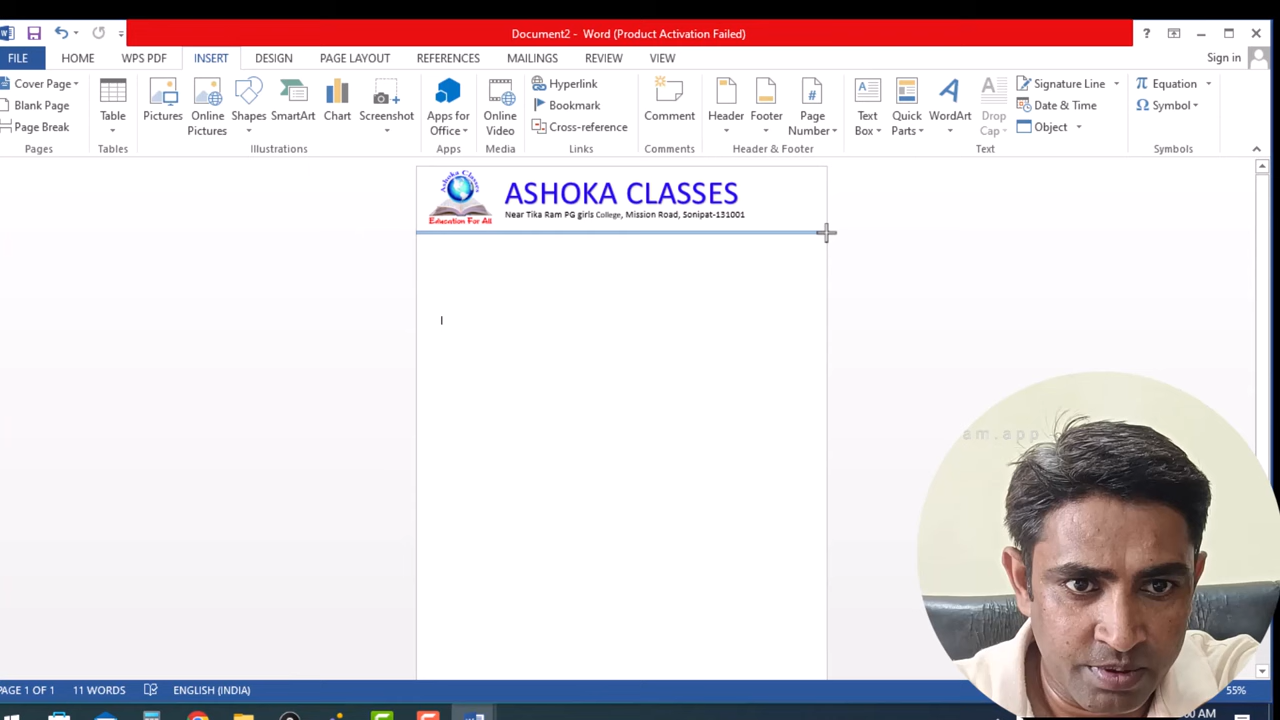 Document2 - Word (Product Activation Failed)
FILE HOME WPS PDF INSERT DESIGN PAGE LAYOUT REFERENCES MAILINGS REVIEW VIEW Sign in
Cover Page
Blank Page
Page Break
Table
Pictures
Online Pictures
Shapes
SmartArt
Chart
Screenshot
Apps for Office
Online Video
Hyperlink
Bookmark
Cross-reference
Comment
Header
Footer
Page Number
Text Box
Quick Parts
WordArt
Drop Cap
Signature Line
Date & Time
Object
Equation
Symbol
Pages Tables Illustrations Apps Media Links Comments Header & Footer Text Symbols
Ashoka Classes
Education For All
ASHOKA CLASSES
Near Tika Ram PG girls College, Mission Road, Sonipat-131001
am.app
PAGE 1 OF 1 11 WORDS ENGLISH (INDIA) 55%
AM